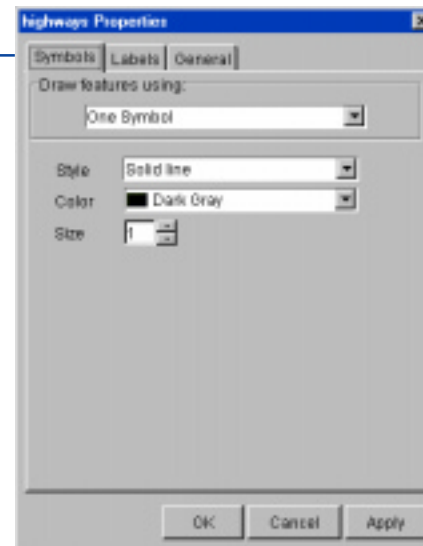 highways Properties
Symbols Labels General
Draw features using:
One Symbol
Style Solid line
Color Dark Gray
Size 1
OK Cancel Apply